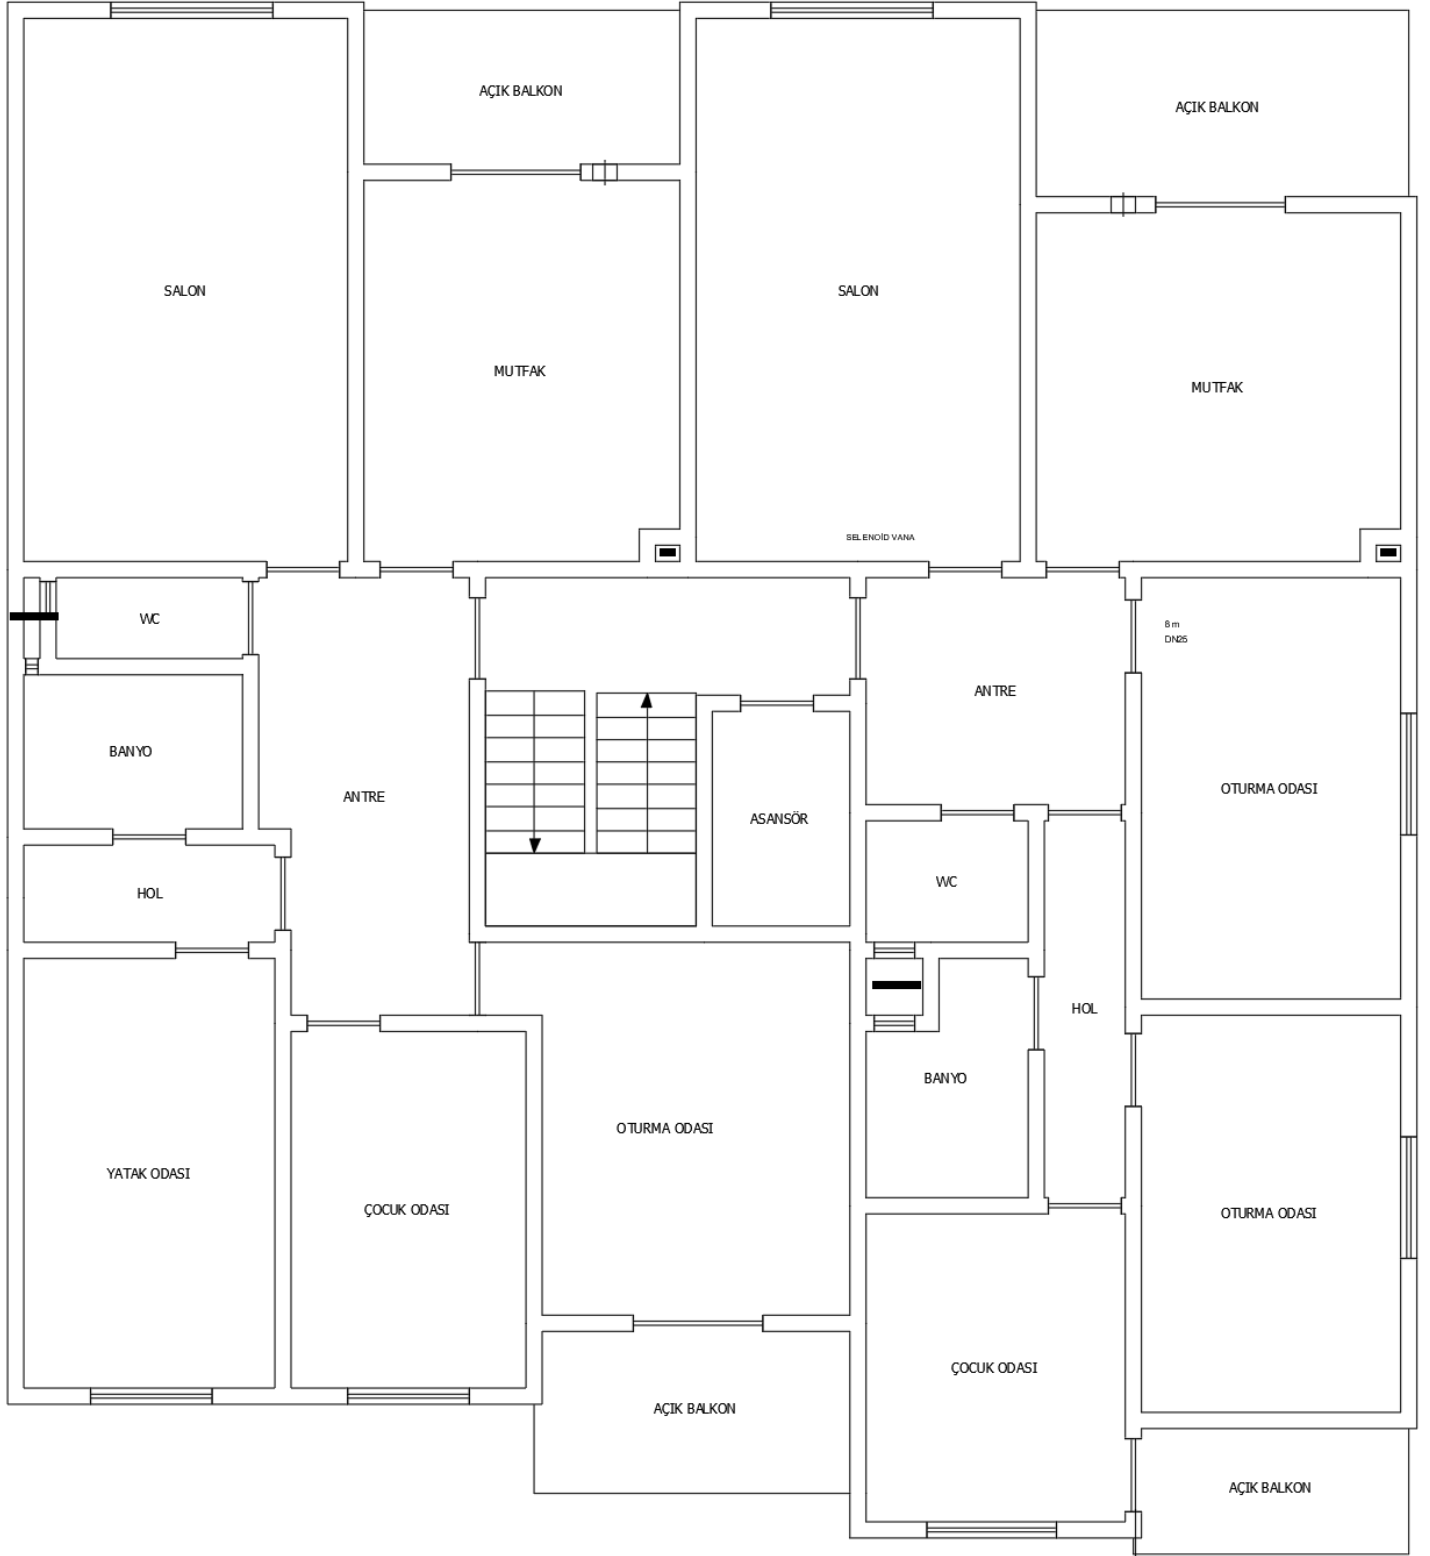 AÇIK BALKON
AÇIK BALKON
SALON
SALON
MUTFAK
MUTFAK
SELENOİD VANA
WC
8 m
DN25
ANTRE
BANYO
OTURMA ODASI
ANTRE
ASANSÖR
WC
HOL
HOL
BANYO
OTURMA ODASI
YATAK ODASI
ÇOCUK ODASI
OTURMA ODASI
ÇOCUK ODASI
AÇIK BALKON
AÇIK BALKON